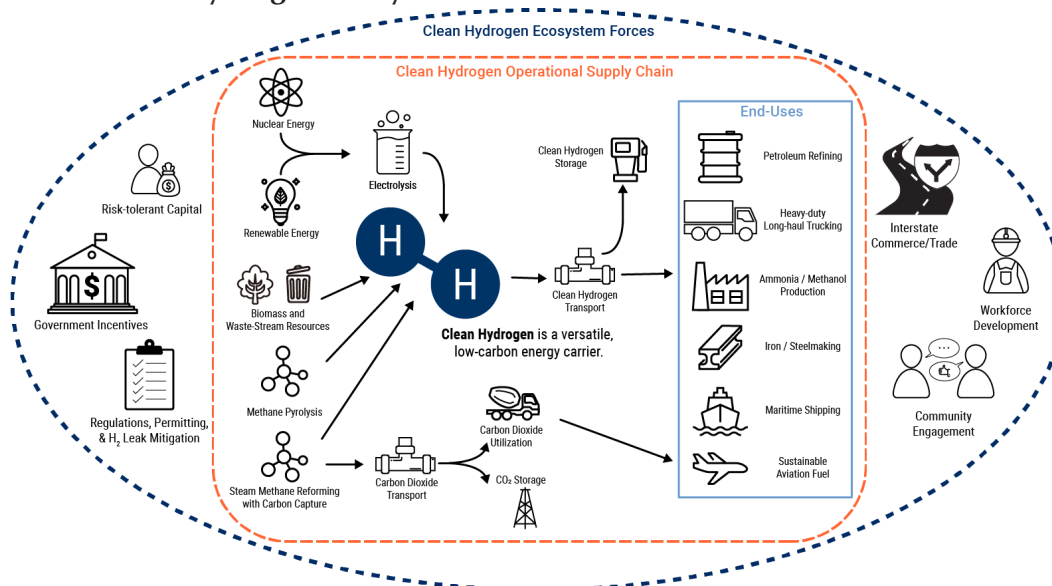 Clean Hydrogen Ecosystem Forces
Clean Hydrogen Operational Supply Chain
End-Uses
Nuclear Energy
Electrolysis
Renewable Energy
Biomass and
Waste-Stream Resources
Methane Pyrolysis
Steam Methane Reforming
with Carbon Capture
H
H
Clean Hydrogen is a versatile,
low-carbon energy carrier.
Clean Hydrogen
Storage
Clean Hydrogen
Transport
Carbon Dioxide
Transport
Carbon Dioxide
Utilization
CO₂ Storage
Petroleum Refining
Heavy-duty
Long-haul Trucking
Ammonia / Methanol
Production
Iron / Steelmaking
Maritime Shipping
Sustainable
Aviation Fuel
Risk-tolerant Capital
$
Government Incentives
$
Regulations, Permitting,
& H₂ Leak Mitigation
Interstate
Commerce/Trade
Workforce
Development
...
Community
Engagement